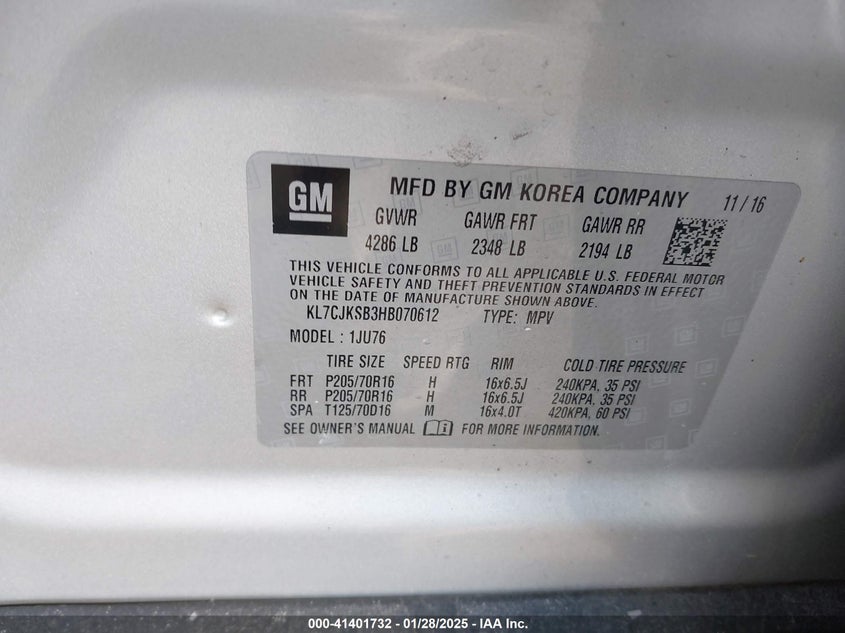 GM
MFD BY GM KOREA COMPANY 11/16
GVWR GAWR FRT GAWR RR
4286 LB 2348 LB 2194 LB
THIS VEHICLE CONFORMS TO ALL APPLICABLE U.S. FEDERAL MOTOR
VEHICLE SAFETY AND THEFT PREVENTION STANDARDS IN EFFECT
ON THE DATE OF MANUFACTURE SHOWN ABOVE.
KL7CJKSB3HB070612 TYPE: MPV
MODEL : 1JU76
TIRE SIZE SPEED RTG RIM COLD TIRE PRESSURE
FRT P205/70R16 H 16x6.5J 240KPA, 35 PSI
RR P205/70R16 H 16x6.5J 240KPA, 35 PSI
SPA T125/70D16 M 16x4.0T 420KPA, 60 PSI
SEE OWNER'S MANUAL FOR MORE INFORMATION.
000-41401732 - 01/28/2025 - IAA Inc.